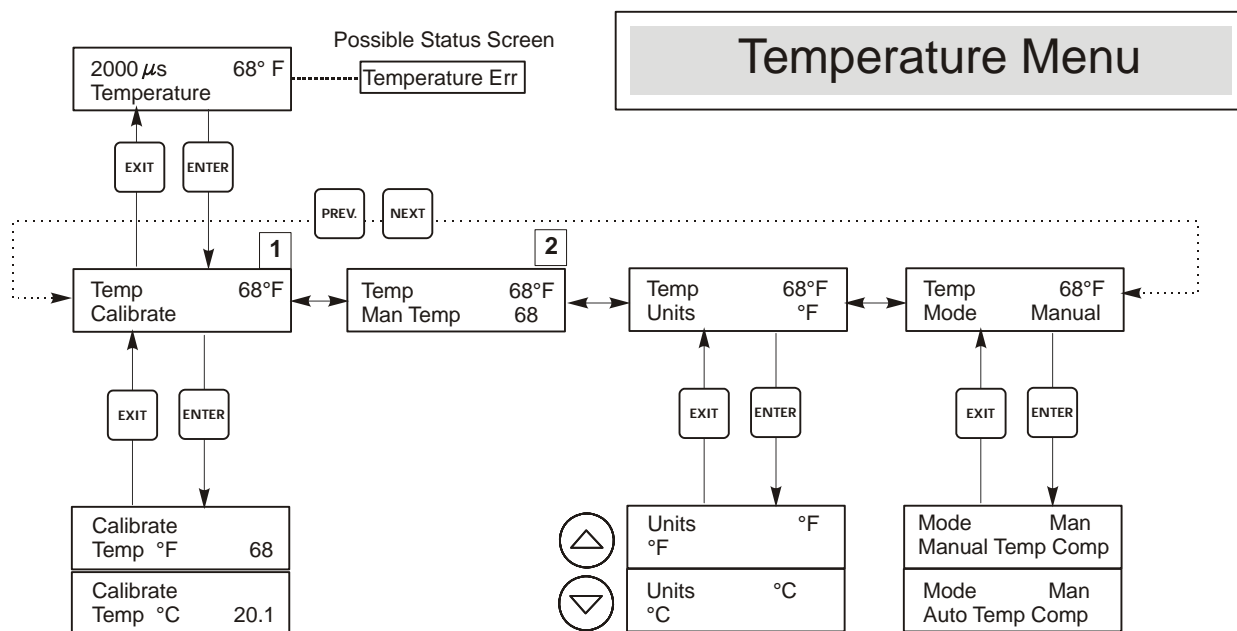 Temperature Menu
Possible Status Screen
2000 µs 68° F
Temperature
Temperature Err
EXIT ENTER
PREV. NEXT
1
2
Temp 68°F
Calibrate
Temp 68°F
Man Temp 68
Temp 68°F
Units °F
Temp 68°F
Mode Manual
EXIT ENTER
EXIT ENTER
EXIT ENTER
Calibrate
Temp °F 68
Calibrate
Temp °C 20.1
Units °F
°F
Units °C
°C
Mode Man
Manual Temp Comp
Mode Man
Auto Temp Comp